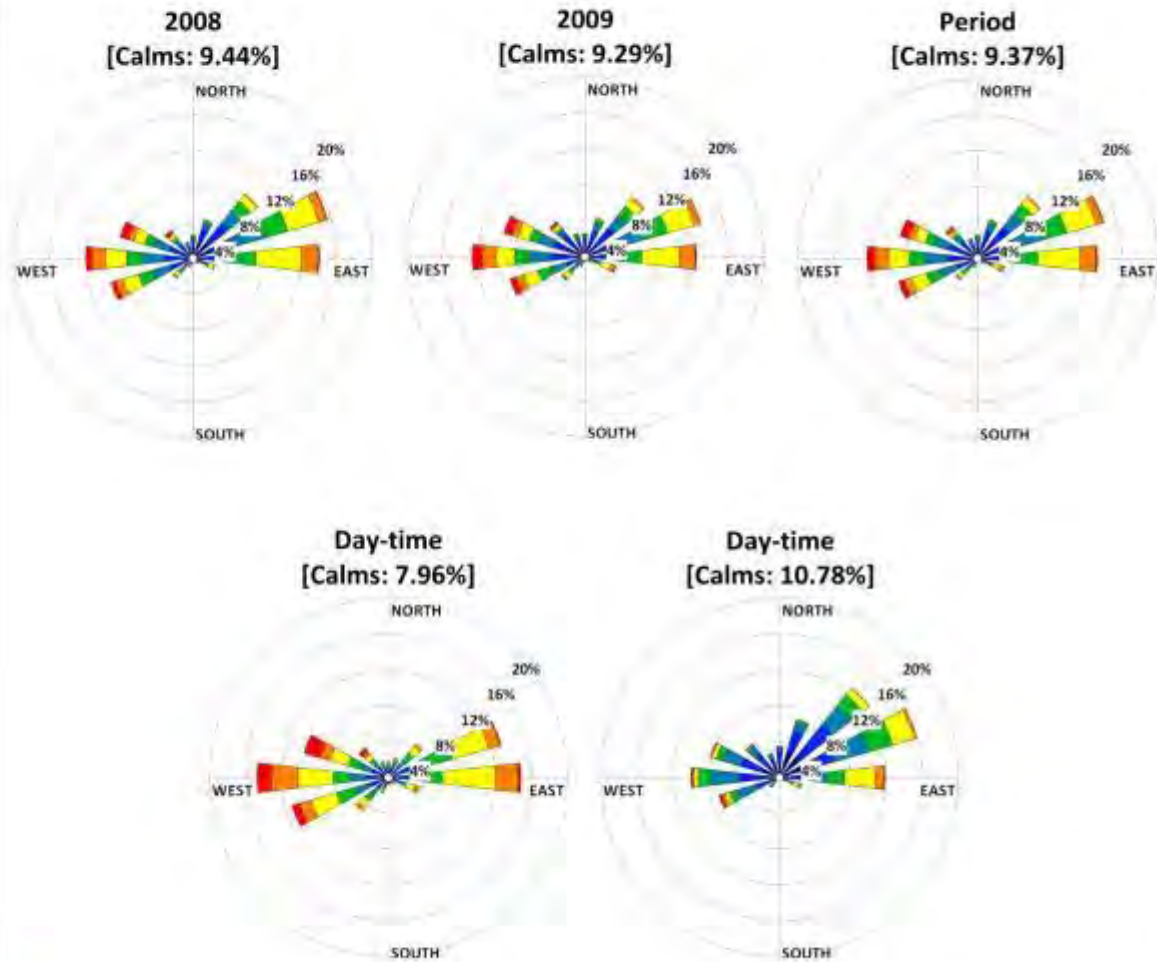 2008
[Calms: 9.44%]
NORTH
20%
16%
12%
8%
4%
WEST
EAST
SOUTH
2009
[Calms: 9.29%]
NORTH
20%
16%
12%
8%
4%
WEST
EAST
SOUTH
Period
[Calms: 9.37%]
NORTH
20%
16%
12%
8%
4%
WEST
EAST
SOUTH
Day-time
[Calms: 7.96%]
NORTH
20%
16%
12%
8%
4%
WEST
EAST
SOUTH
Day-time
[Calms: 10.78%]
NORTH
20%
16%
12%
8%
4%
WEST
EAST
SOUTH